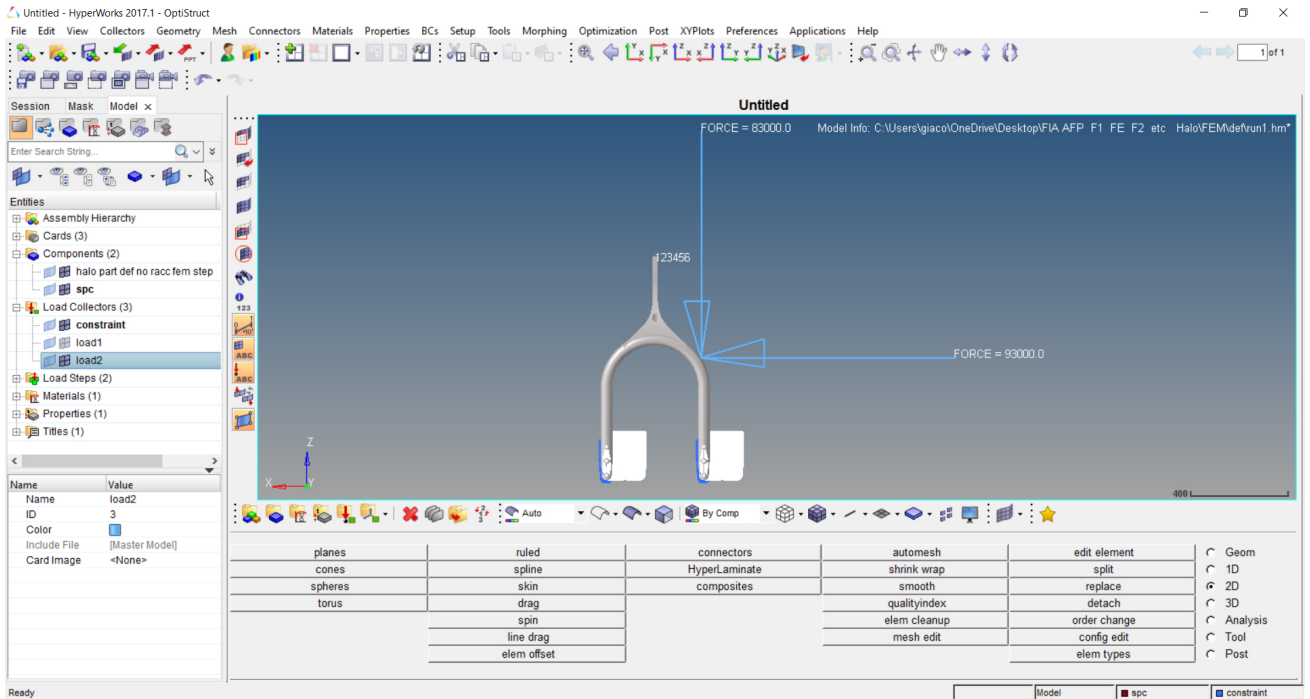 Untitled - HyperWorks 2017.1 - OptiStruct
File Edit View Collectors Geometry Mesh Connectors Materials Properties BCs Setup Tools Morphing Optimization Post XYPlots Preferences Applications Help
1 of 1
Session Mask Model
Untitled
Enter Search String...
FORCE = 83000.0 Model Info: C:\Users\giaco\OneDrive\Desktop\FIA AFP F1 FE F2 etc Halo\FEM\def\run1.hm*
Entities
Assembly Hierarchy
Cards (3)
Components (2)
halo part def no racc fem step
spc
Load Collectors (3)
constraint
load1
load2
Load Steps (2)
Materials (1)
Properties (1)
Titles (1)
123456
FORCE = 93000.0
Z
X
Y
400
Name Value
Name load2
ID 3
Color
Include File [Master Model]
Card Image <None>
Auto By Comp
planes ruled connectors automesh edit element Geom
cones spline HyperLaminate shrink wrap split 1D
spheres skin composites smooth replace 2D
torus drag qualityindex detach 3D
spin elem cleanup order change Analysis
line drag mesh edit config edit Tool
elem offset elem types Post
Ready Model spc constraint